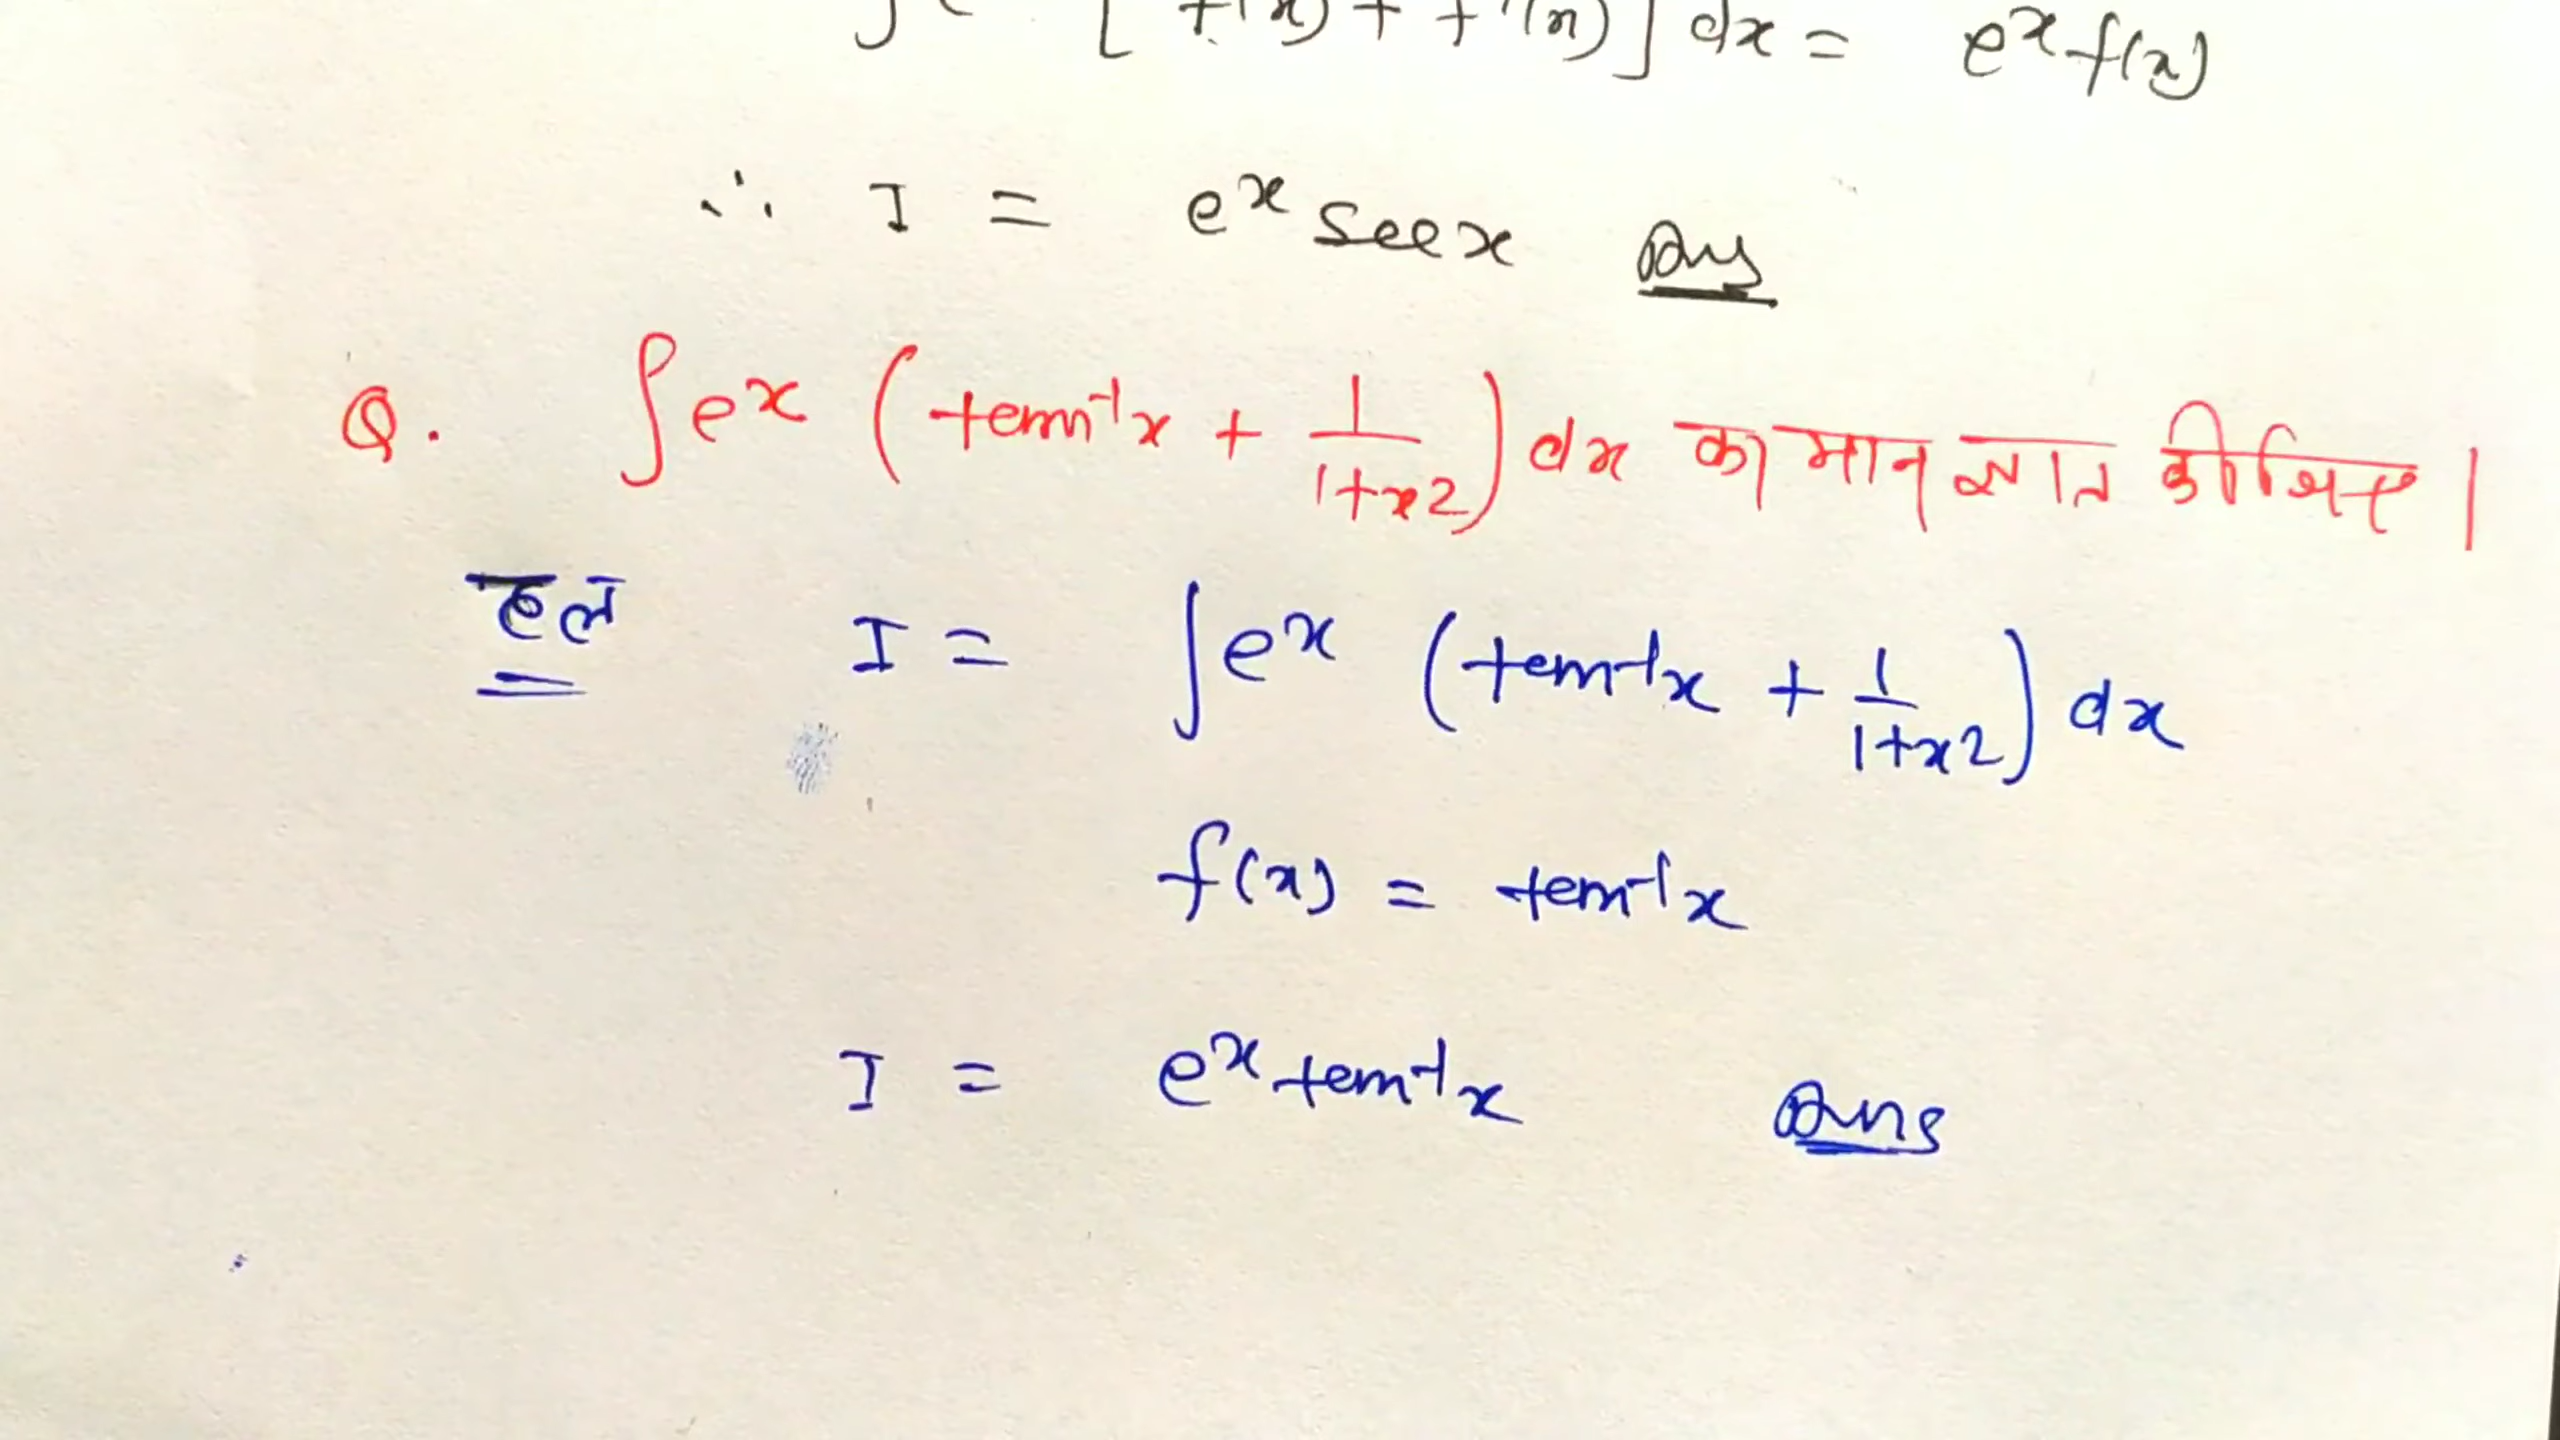 [f(x) + f'(x)] dx = eˣ f(x)
∴ I = eˣ secx Ans
Q. ∫eˣ (tan⁻¹x + 1/(1+x2)) dx का मान ज्ञात कीजिए।
हल I = ∫eˣ (tan⁻¹x + 1/(1+x2)) dx
f(x) = tan⁻¹x
I = eˣ tan⁻¹x Ans